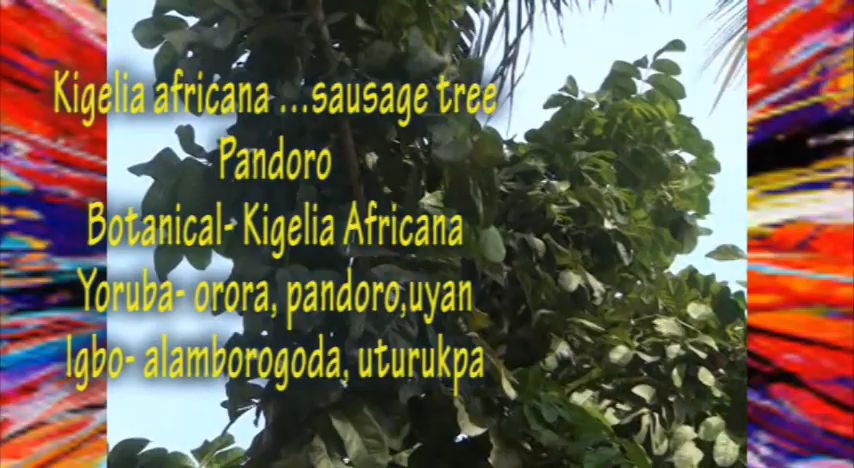 Kigelia africana ...sausage tree
Pandoro
Botanical- Kigelia Africana
Yoruba- orora, pandoro,uyan
Igbo- alamborogoda, uturukpa